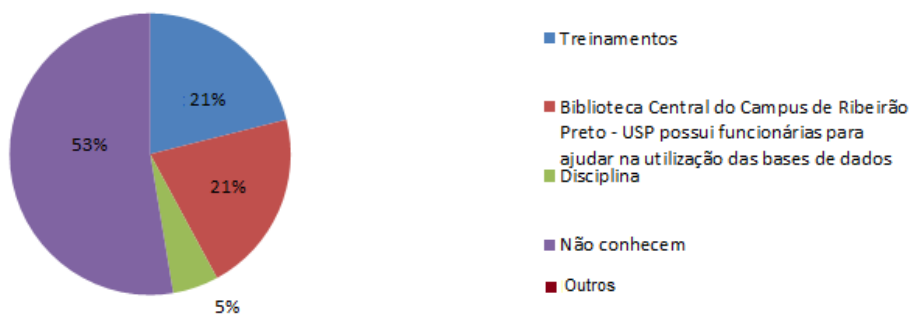 Treinamentos
21%
Biblioteca Central do Campus de Ribeirão
Preto - USP possui funcionárias para
53%
ajudar na utilização das bases de dados
Disciplina
21%
Não conhecem
Outros
5%